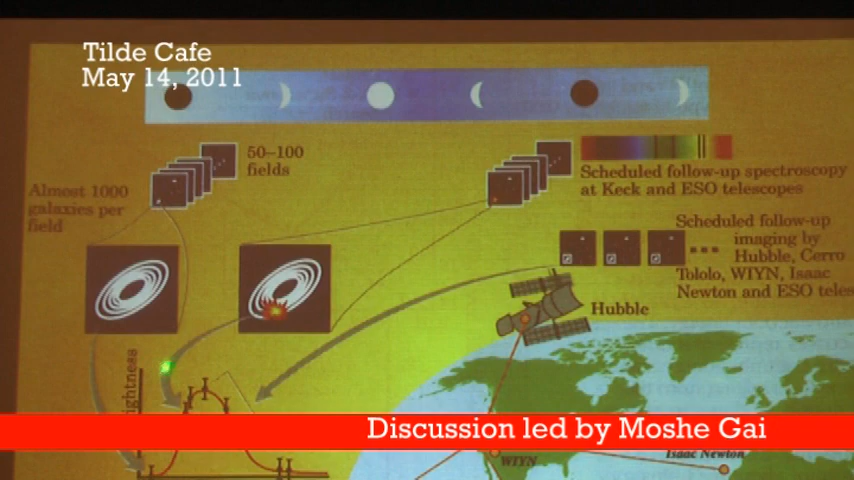 Tilde Cafe
May 14, 2011
50–100
fields
Almost 1000
galaxies per
field
Scheduled follow-up spectroscopy
at Keck and ESO telescopes
Scheduled follow-up
imaging by
Hubble, Cerro
Tololo, WIYN, Isaac
Newton and ESO teles
Hubble
ightness
Discussion led by Moshe Gai
WIYN
Isaac Newton